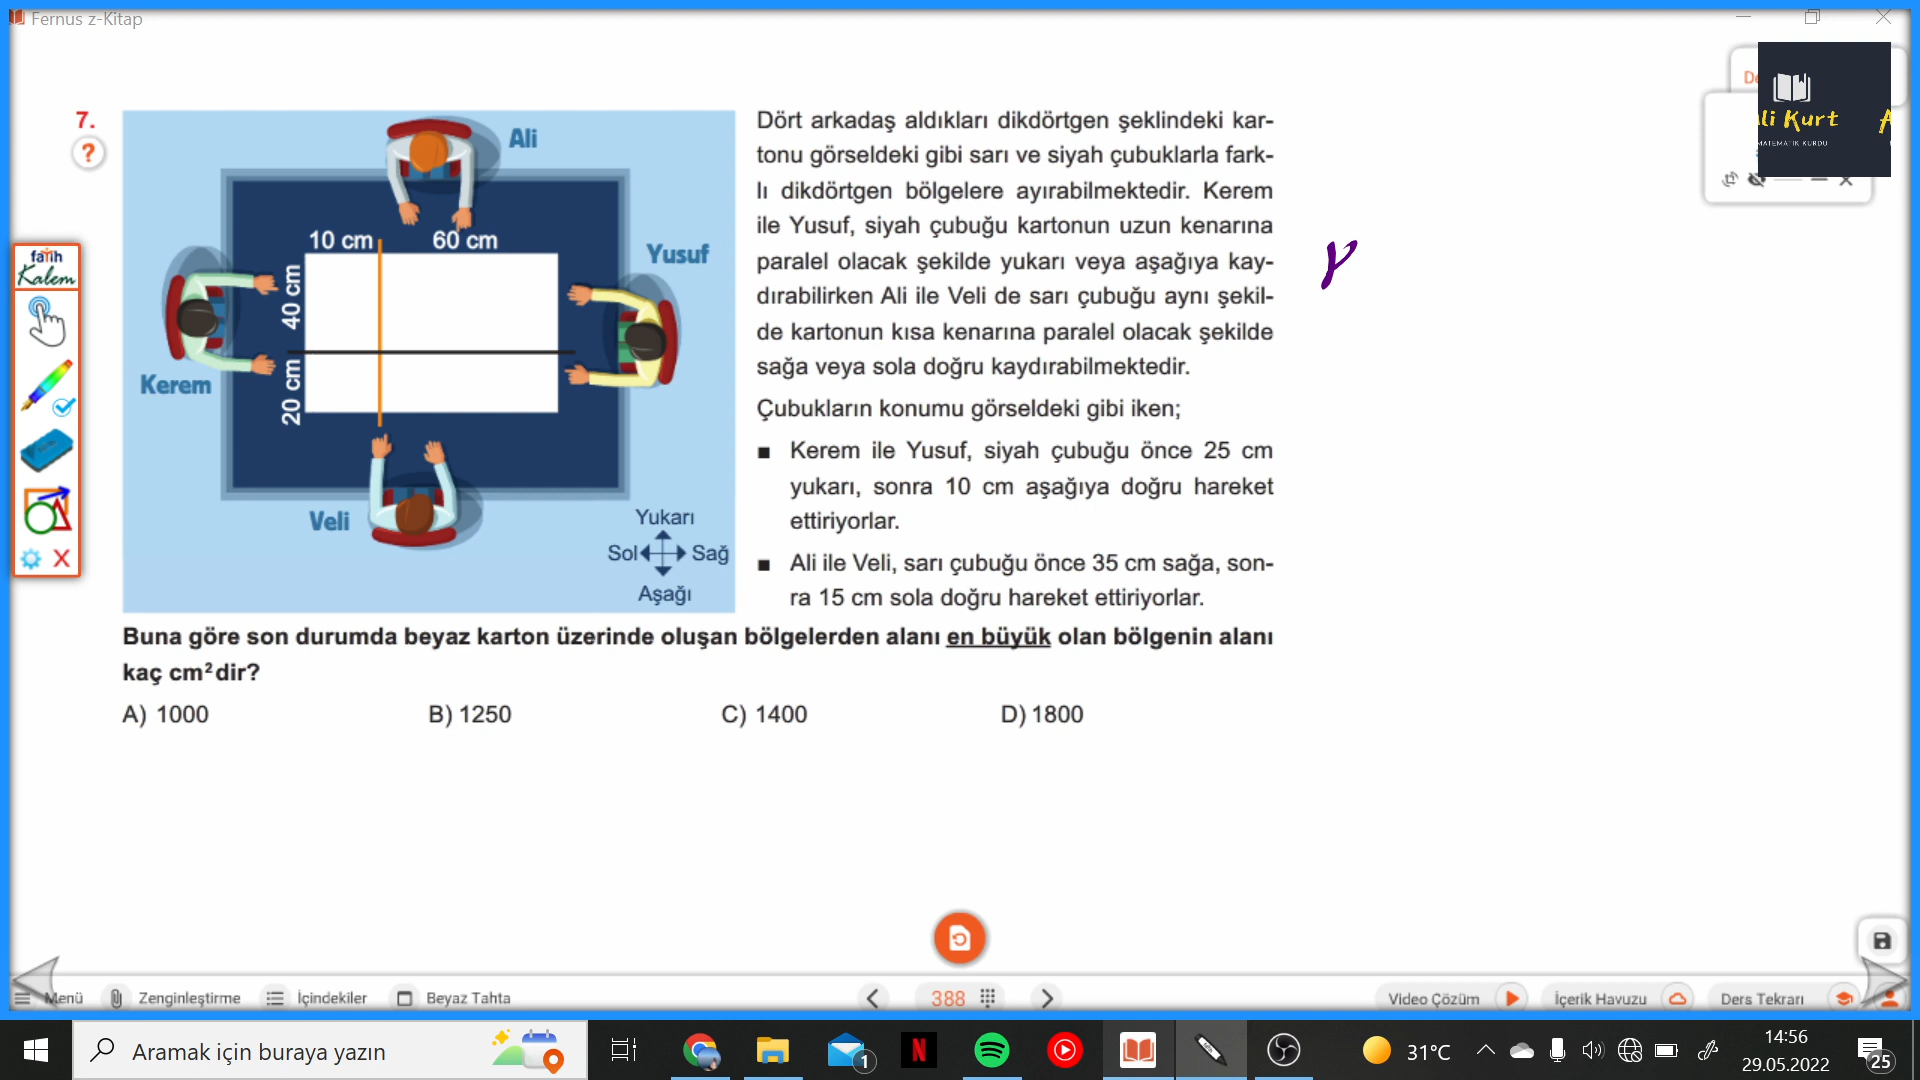 Fernus z-Kitap
De
li Kurt
A
MATEMATİK KURDU
7.
?
Ali
Yusuf
Kerem
Veli
10 cm
60 cm
40 cm
20 cm
Yukarı
Sol
Sağ
Aşağı
Dört arkadaş aldıkları dikdörtgen şeklindeki kar-
tonu görseldeki gibi sarı ve siyah çubuklarla fark-
lı dikdörtgen bölgelere ayırabilmektedir. Kerem
ile Yusuf, siyah çubuğu kartonun uzun kenarına
paralel olacak şekilde yukarı veya aşağıya kay-
dırabilirken Ali ile Veli de sarı çubuğu aynı şekil-
de kartonun kısa kenarına paralel olacak şekilde
sağa veya sola doğru kaydırabilmektedir.
Çubukların konumu görseldeki gibi iken;
■ Kerem ile Yusuf, siyah çubuğu önce 25 cm
yukarı, sonra 10 cm aşağıya doğru hareket
ettiriyorlar.
■ Ali ile Veli, sarı çubuğu önce 35 cm sağa, son-
ra 15 cm sola doğru hareket ettiriyorlar.
Buna göre son durumda beyaz karton üzerinde oluşan bölgelerden alanı en büyük olan bölgenin alanı
kaç cm² dir?
A) 1000
B) 1250
C) 1400
D) 1800
fatih
Kalem
Menü
Zenginleştirme
İçindekiler
Beyaz Tahta
388
Video Çözüm
İçerik Havuzu
Ders Tekrarı
Aramak için buraya yazın
1
N
31°C
14:56
29.05.2022
25